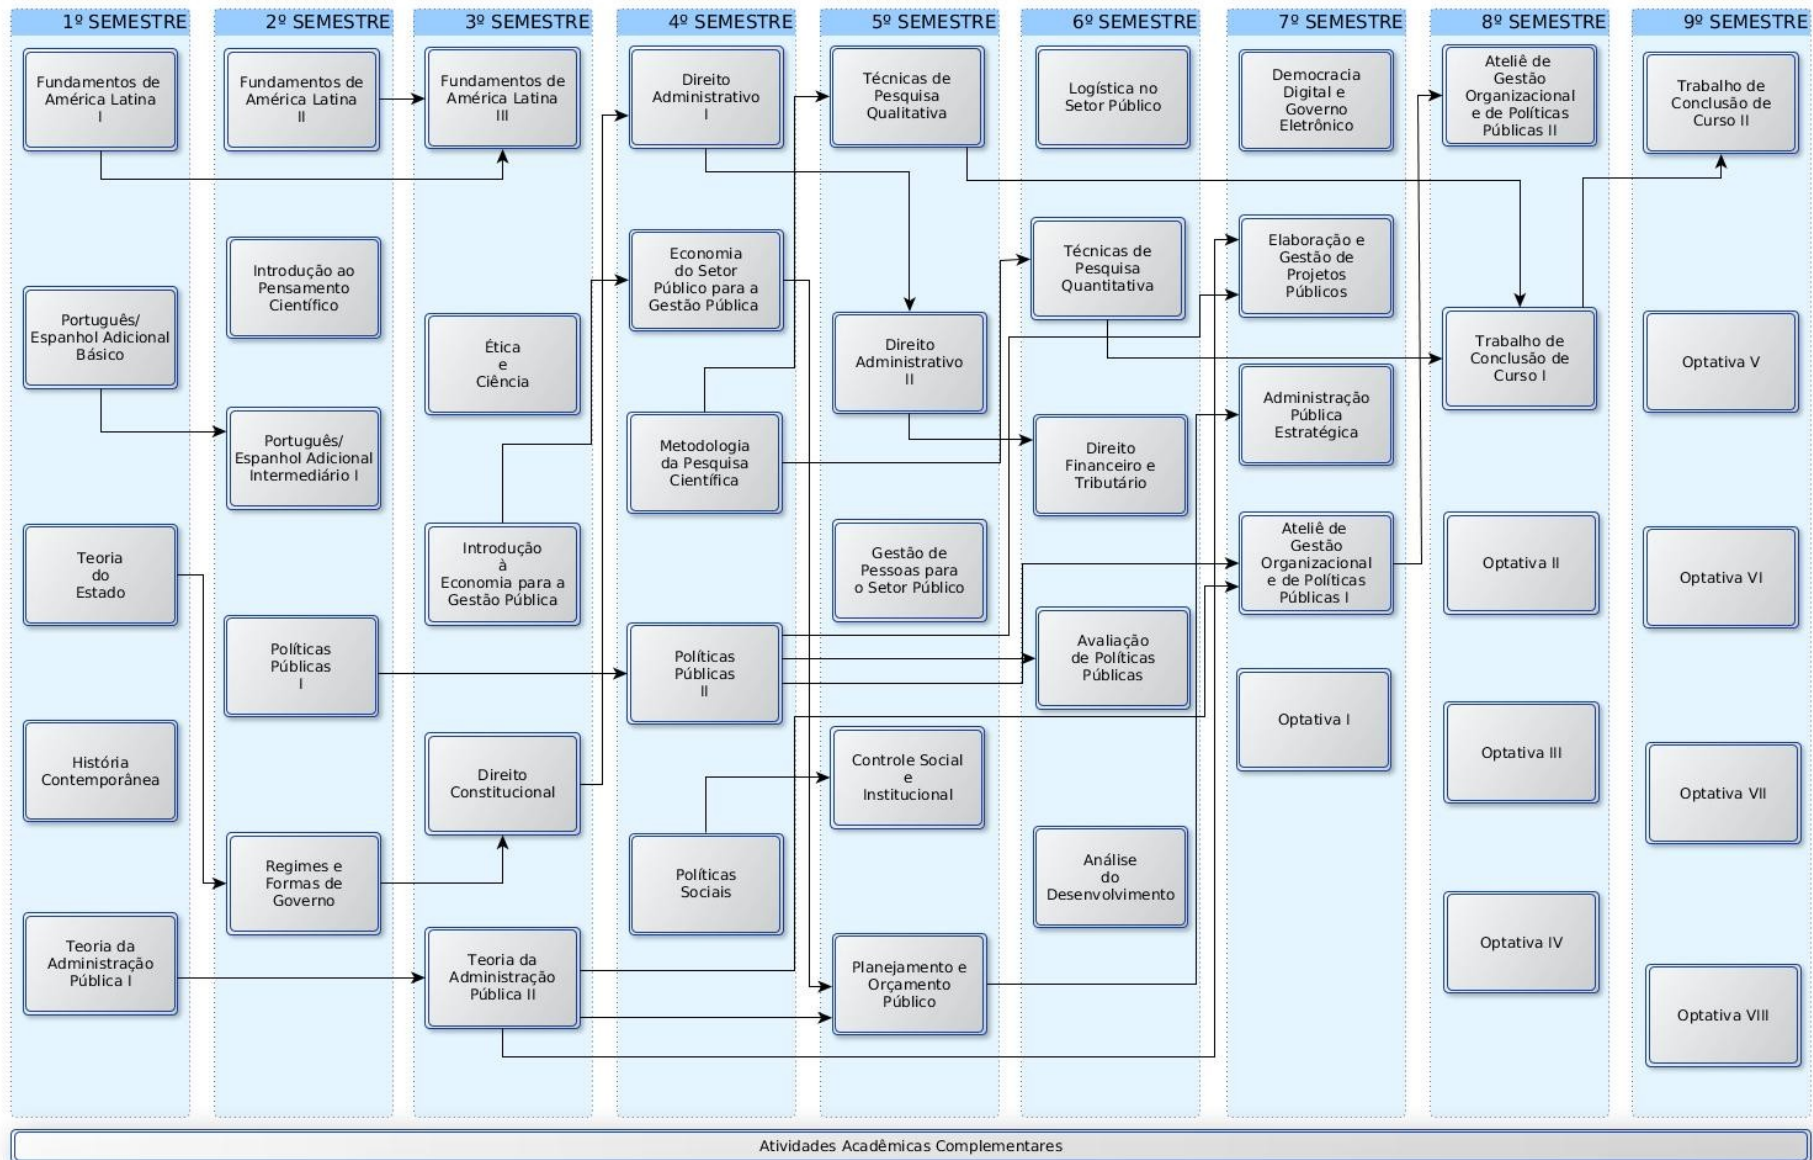 1º SEMESTRE
Fundamentos de
América Latina
I
Português/
Espanhol Adicional
Básico
Teoria
do
Estado
História
Contemporânea
Teoria da
Administração
Pública I
2º SEMESTRE
Fundamentos de
América Latina
II
Introdução ao
Pensamento
Científico
Português/
Espanhol Adicional
Intermediário I
Políticas
Públicas
I
Regimes e
Formas de
Governo
3º SEMESTRE
Fundamentos de
América Latina
III
Ética
e
Ciência
Introdução
à
Economia para a
Gestão Pública
Direito
Constitucional
Teoria da
Administração
Pública II
4º SEMESTRE
Direito
Administrativo
I
Economia
do Setor
Público para a
Gestão Pública
Metodologia
da Pesquisa
Científica
Políticas
Públicas
II
Políticas
Sociais
5º SEMESTRE
Técnicas de
Pesquisa
Qualitativa
Direito
Administrativo
II
Gestão de
Pessoas para
o Setor Público
Controle Social
e
Institucional
Planejamento e
Orçamento
Público
6º SEMESTRE
Logística no
Setor Público
Técnicas de
Pesquisa
Quantitativa
Direito
Financeiro e
Tributário
Avaliação
de Políticas
Públicas
Análise
do
Desenvolvimento
7º SEMESTRE
Democracia
Digital e
Governo
Eletrônico
Elaboração e
Gestão de
Projetos
Públicos
Administração
Pública
Estratégica
Ateliê de
Gestão
Organizacional
e de Políticas
Públicas I
Optativa I
8º SEMESTRE
Ateliê de
Gestão
Organizacional
e de Políticas
Públicas II
Trabalho de
Conclusão de
Curso I
Optativa II
Optativa III
Optativa IV
9º SEMESTRE
Trabalho de
Conclusão de
Curso II
Optativa V
Optativa VI
Optativa VII
Optativa VIII
Atividades Acadêmicas Complementares